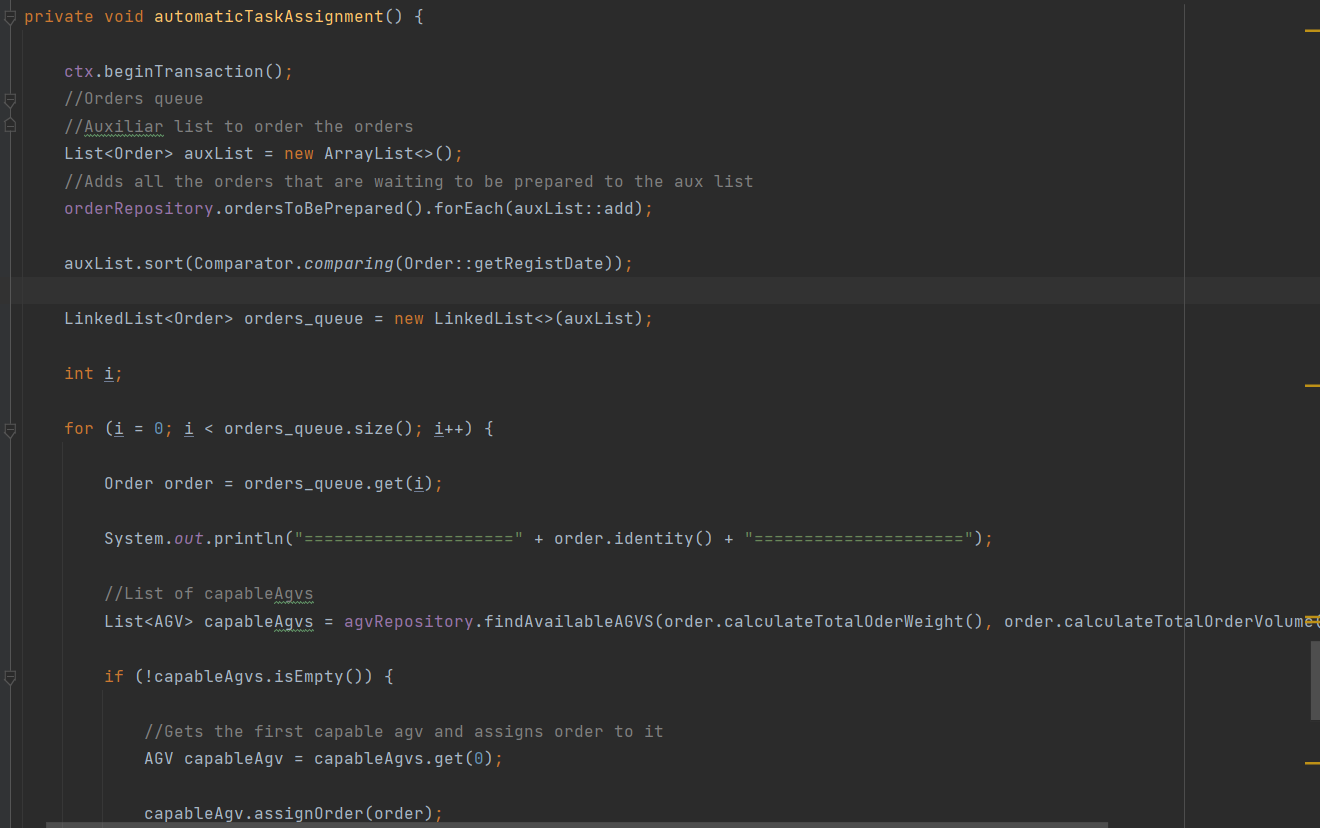 private void automaticTaskAssignment() {
ctx.beginTransaction();
//Orders queue
//Auxiliar list to order the orders
List<Order> auxList = new ArrayList<>();
//Adds all the orders that are waiting to be prepared to the aux list
orderRepository.ordersToBePrepared().forEach(auxList::add);
auxList.sort(Comparator.comparing(Order::getRegistDate));
LinkedList<Order> orders_queue = new LinkedList<>(auxList);
int i;
for (i = 0; i < orders_queue.size(); i++) {
Order order = orders_queue.get(i);
System.out.println("=====================" + order.identity() + "=====================");
//List of capableAgvs
List<AGV> capableAgvs = agvRepository.findAvailableAGVS(order.calculateTotalOderWeight(), order.calculateTotalOrderVolume(
if (!capableAgvs.isEmpty()) {
//Gets the first capable agv and assigns order to it
AGV capableAgv = capableAgvs.get(0);
capableAgv.assignOrder(order);